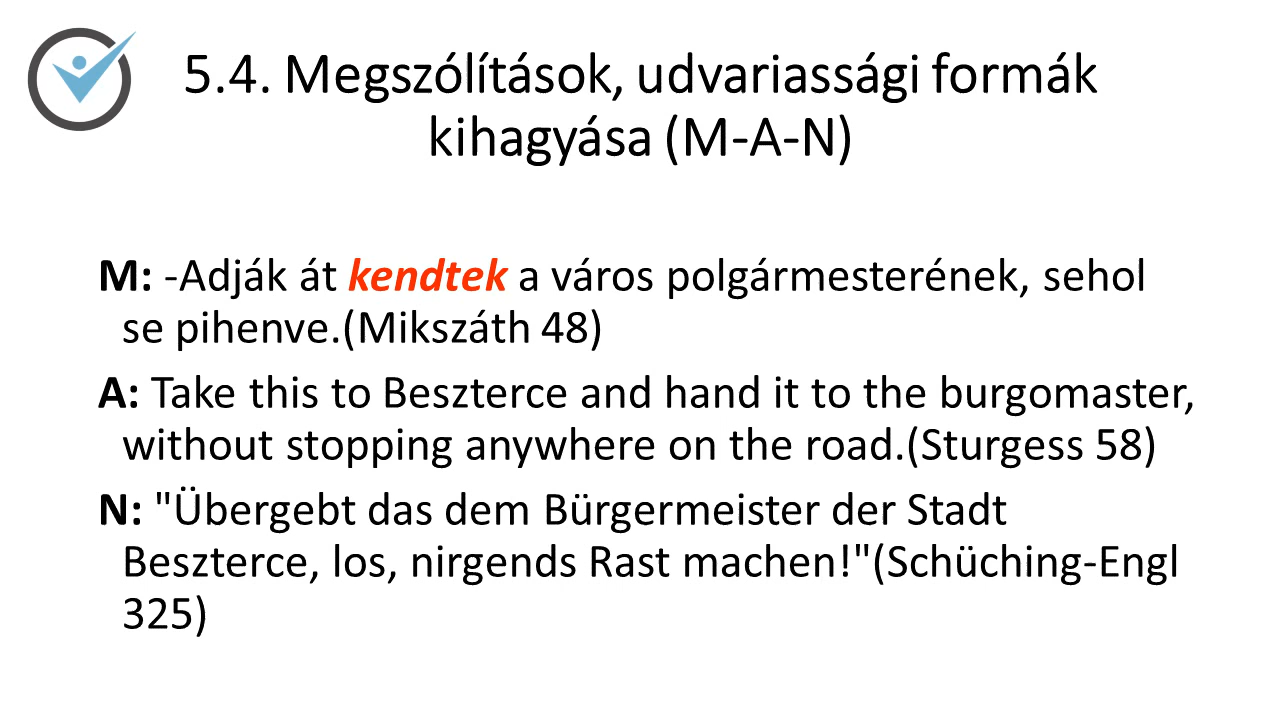 5.4. Megszólítások, udvariassági formák
kihagyása (M-A-N)
M: -Adják át kendtek a város polgármesterének, sehol
se pihenve.(Mikszáth 48)
A: Take this to Beszterce and hand it to the burgomaster,
without stopping anywhere on the road.(Sturgess 58)
N: "Übergebt das dem Bürgermeister der Stadt
Beszterce, los, nirgends Rast machen!"(Schüching-Engl
325)